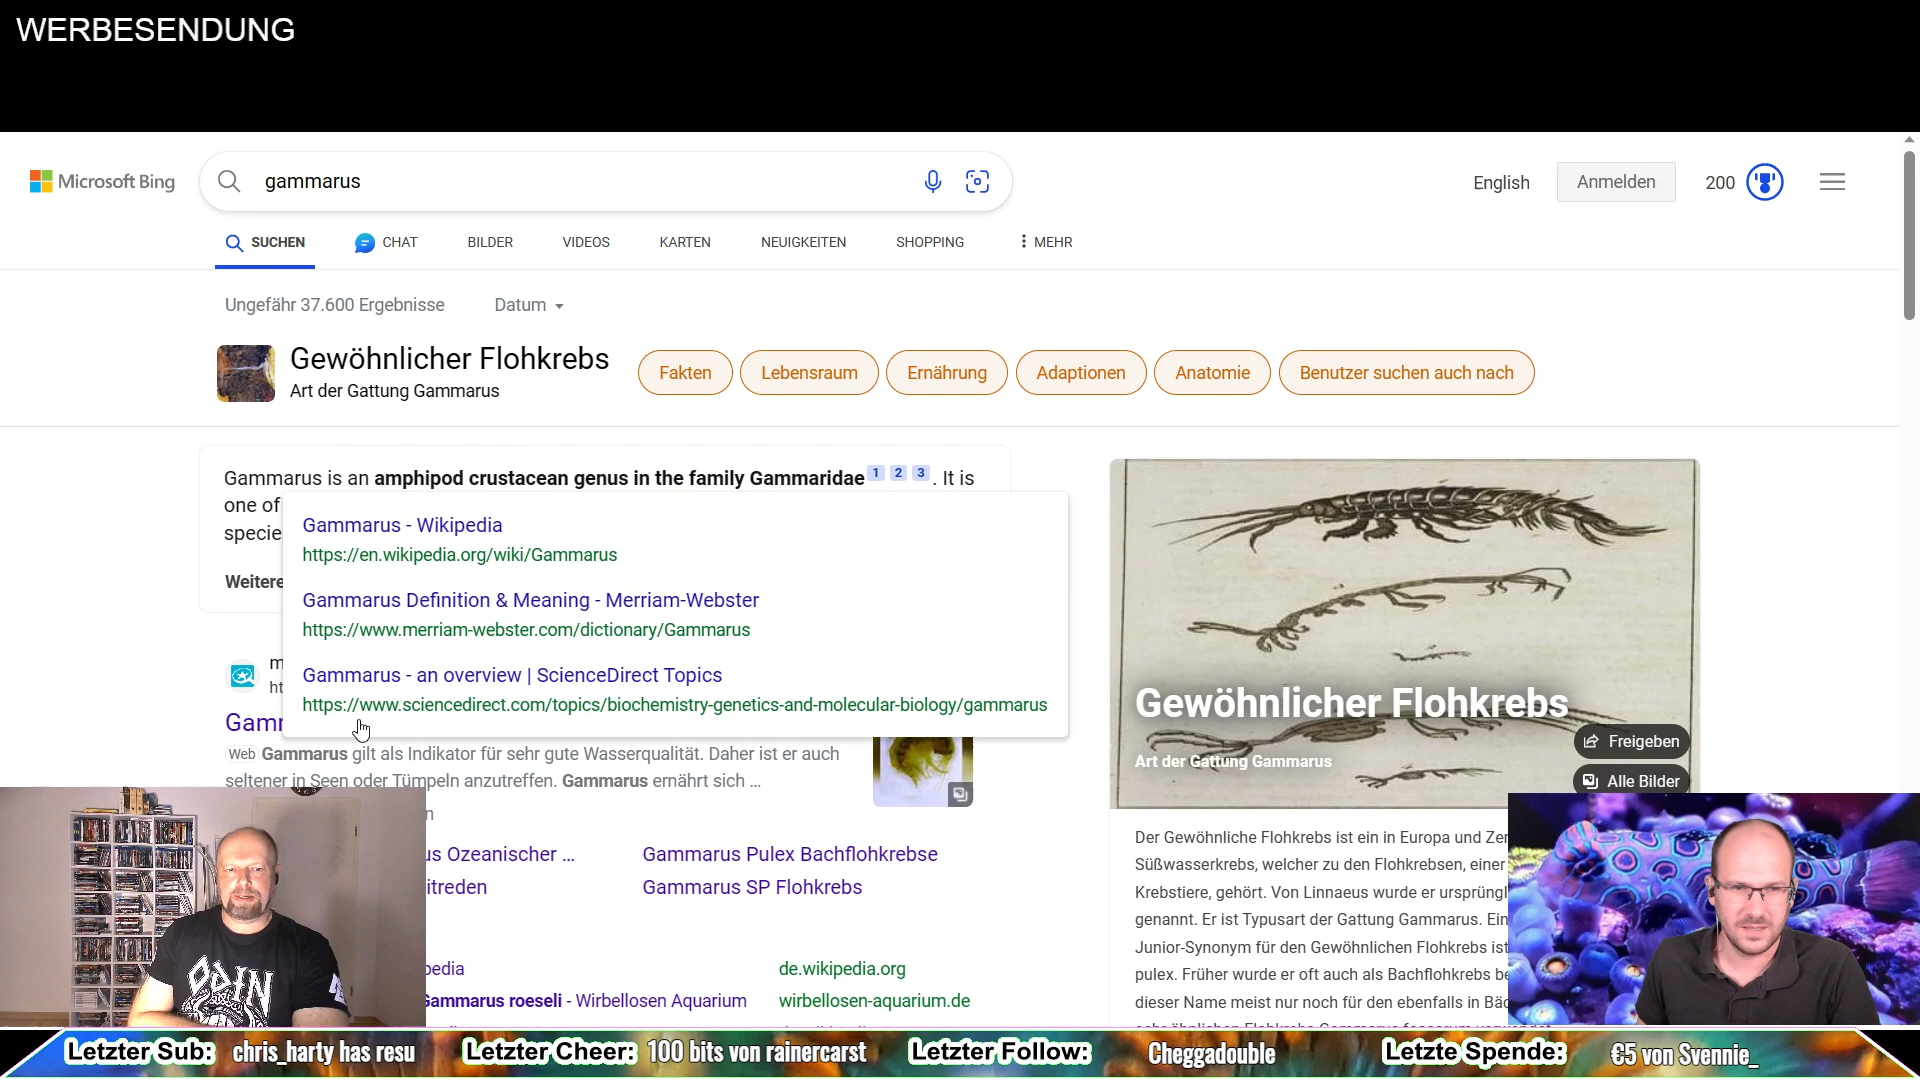 WERBESENDUNG
Microsoft Bing
gammarus
English
Anmelden
200
SUCHEN
CHAT
BILDER
VIDEOS
KARTEN
NEUIGKEITEN
SHOPPING
MEHR
Ungefähr 37.600 Ergebnisse
Datum
Gewöhnlicher Flohkrebs
Art der Gattung Gammarus
Fakten
Lebensraum
Ernährung
Adaptionen
Anatomie
Benutzer suchen auch nach
Gammarus is an amphipod crustacean genus in the family Gammaridae 1 2 3 . It is
one of
specie
Weitere
Gammarus - Wikipedia
https://en.wikipedia.org/wiki/Gammarus
Gammarus Definition & Meaning - Merriam-Webster
https://www.merriam-webster.com/dictionary/Gammarus
Gammarus - an overview | ScienceDirect Topics
https://www.sciencedirect.com/topics/biochemistry-genetics-and-molecular-biology/gammarus
Web Gammarus gilt als Indikator für sehr gute Wasserqualität. Daher ist er auch
seltener in Seen oder Tümpeln anzutreffen. Gammarus ernährt sich ...
us Ozeanischer ...
Gammarus Pulex Bachflohkrebse
itreden
Gammarus SP Flohkrebs
pedia
de.wikipedia.org
Gammarus roeseli - Wirbellosen Aquarium
wirbellosen-aquarium.de
Gewöhnlicher Flohkrebs
Art der Gattung Gammarus
Freigeben
Alle Bilder
Der Gewöhnliche Flohkrebs ist ein in Europa und Zen
Süßwasserkrebs, welcher zu den Flohkrebsen, einer
Krebstiere, gehört. Von Linnaeus wurde er ursprüngl
genannt. Er ist Typusart der Gattung Gammarus. Ein
Junior-Synonym für den Gewöhnlichen Flohkrebs ist
pulex. Früher wurde er oft auch als Bachflohkrebs be
dieser Name meist nur noch für den ebenfalls in Bäc
ODIN
Letzter Sub: chris_harty has resu
Letzter Cheer: 100 bits von rainercarst
Letzter Follow: Cheggadouble
Letzte Spende: €5 von Svennie_